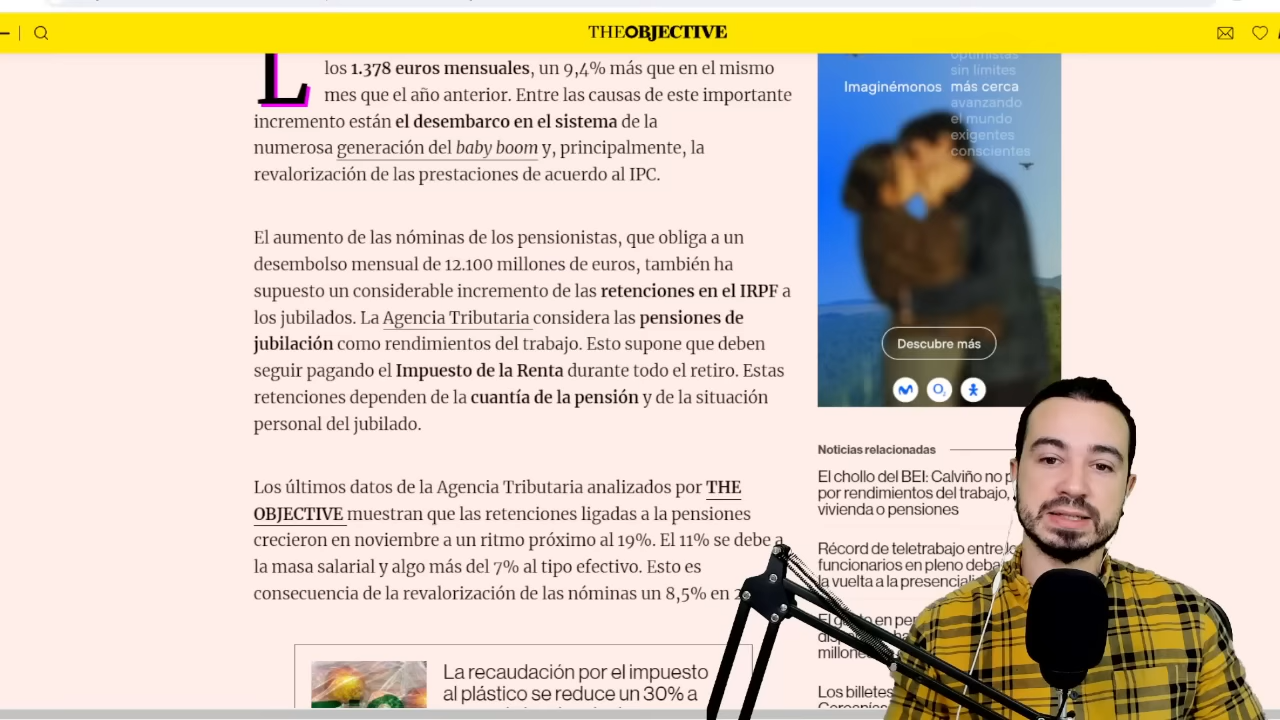 THEOBJECTIVE
L
los 1.378 euros mensuales, un 9,4% más que en el mismo
mes que el año anterior. Entre las causas de este importante
incremento están el desembarco en el sistema de la
numerosa generación del baby boom y, principalmente, la
revalorización de las prestaciones de acuerdo al IPC.
El aumento de las nóminas de los pensionistas, que obliga a un
desembolso mensual de 12.100 millones de euros, también ha
supuesto un considerable incremento de las retenciones en el IRPF a
los jubilados. La Agencia Tributaria considera las pensiones de
jubilación como rendimientos del trabajo. Esto supone que deben
seguir pagando el Impuesto de la Renta durante todo el retiro. Estas
retenciones dependen de la cuantía de la pensión y de la situación
personal del jubilado.
Los últimos datos de la Agencia Tributaria analizados por THE
OBJECTIVE muestran que las retenciones ligadas a la pensiones
crecieron en noviembre a un ritmo próximo al 19%. El 11% se debe a
la masa salarial y algo más del 7% al tipo efectivo. Esto es
consecuencia de la revalorización de las nóminas un 8,5% en
La recaudación por el impuesto
al plástico se reduce un 30% a
optimistas
sin límites
Imaginémonos más cerca
avanzando
el mundo
exigentes
conscientes
Descubre más
O2
Noticias relacionadas
El chollo del BEI: Calviño no
por rendimientos del trabajo,
vivienda o pensiones
Récord de teletrabajo entre
funcionarios en pleno
la vuelta a la
El en
Los billetes